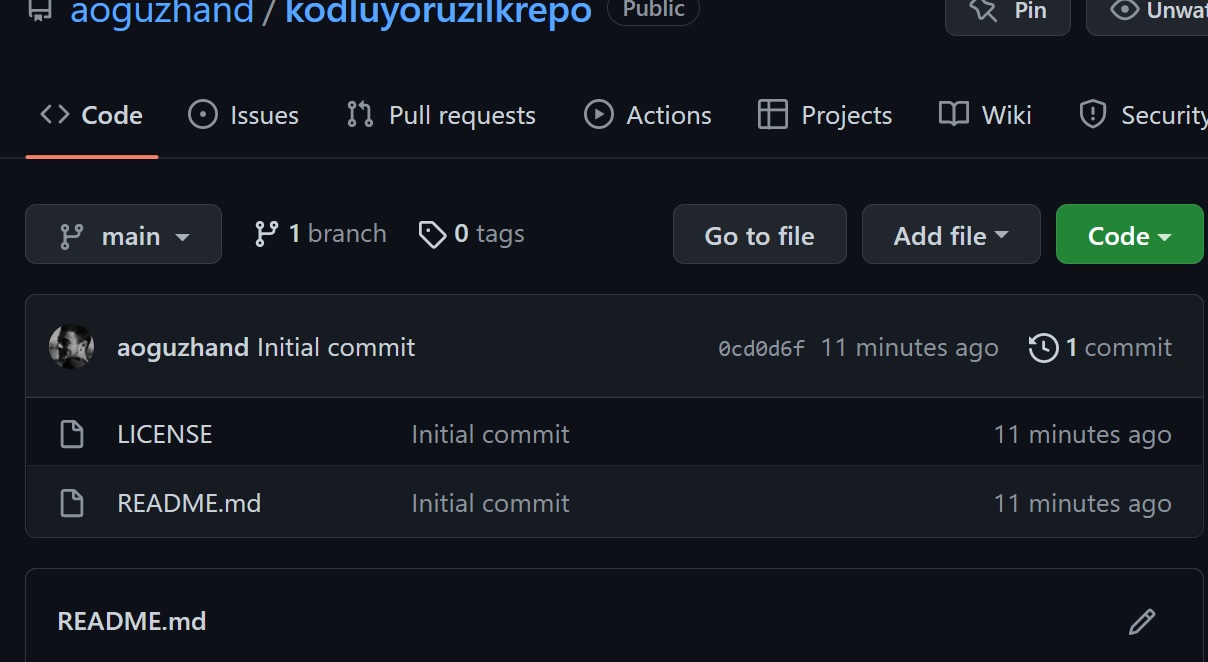 aoguzhand / kodluyoruzilkrepo Public Pin Unwat
Code Issues Pull requests Actions Projects Wiki Security
main 1 branch 0 tags Go to file Add file Code
aoguzhand Initial commit 0cd0d6f 11 minutes ago 1 commit
LICENSE Initial commit 11 minutes ago
README.md Initial commit 11 minutes ago
README.md